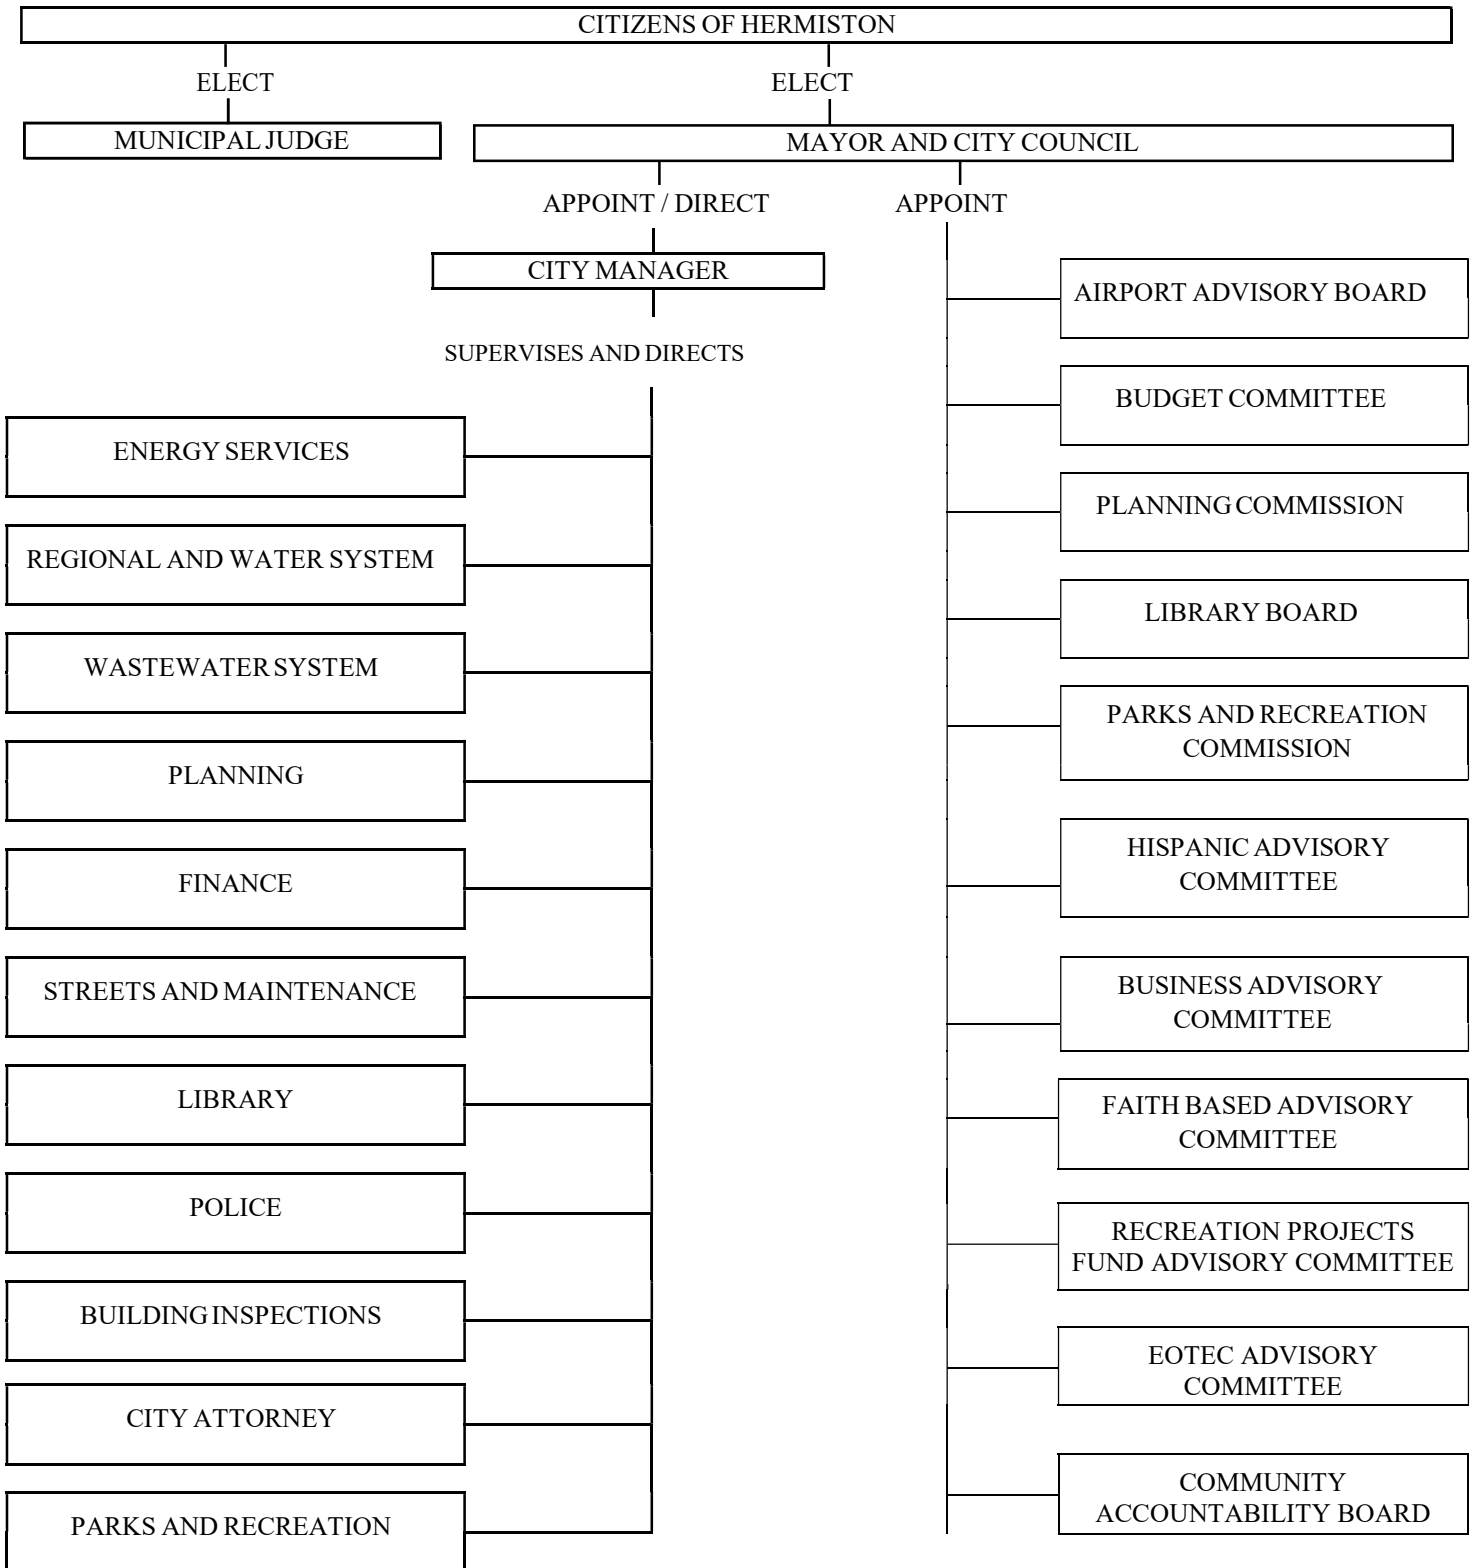 CITIZENS OF HERMISTON
ELECT
ELECT
MUNICIPAL JUDGE
MAYOR AND CITY COUNCIL
APPOINT / DIRECT
APPOINT
CITY MANAGER
SUPERVISES AND DIRECTS
ENERGY SERVICES
REGIONAL AND WATER SYSTEM
WASTEWATER SYSTEM
PLANNING
FINANCE
STREETS AND MAINTENANCE
LIBRARY
POLICE
BUILDING INSPECTIONS
CITY ATTORNEY
PARKS AND RECREATION
AIRPORT ADVISORY BOARD
BUDGET COMMITTEE
PLANNING COMMISSION
LIBRARY BOARD
PARKS AND RECREATION
COMMISSION
HISPANIC ADVISORY
COMMITTEE
BUSINESS ADVISORY
COMMITTEE
FAITH BASED ADVISORY
COMMITTEE
RECREATION PROJECTS
FUND ADVISORY COMMITTEE
EOTEC ADVISORY
COMMITTEE
COMMUNITY
ACCOUNTABILITY BOARD